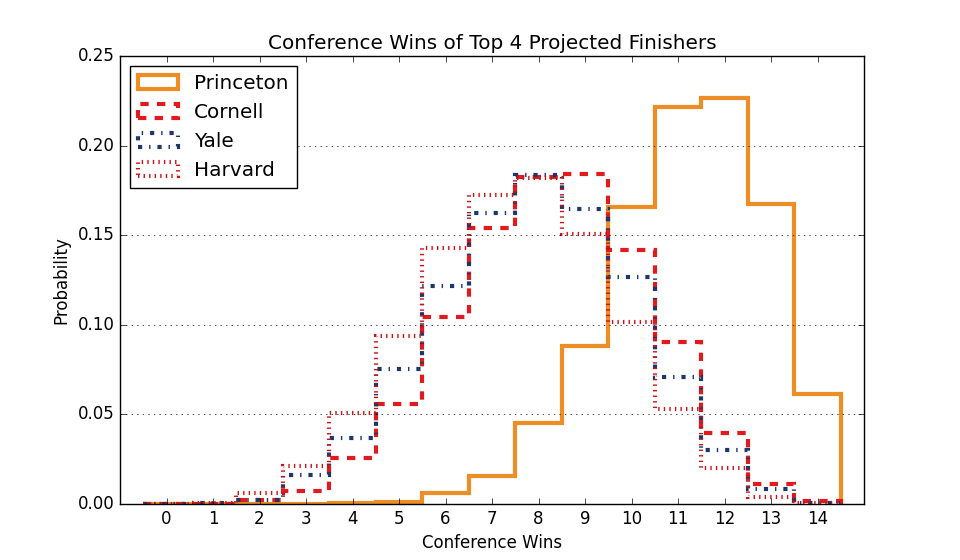 Conference Wins of Top 4 Projected Finishers
0.25
0.20
0.15
0.10
0.05
0.00
Probability
Princeton
Cornell
Yale
Harvard
0 1 2 3 4 5 6 7 8 9 10 11 12 13 14
Conference Wins